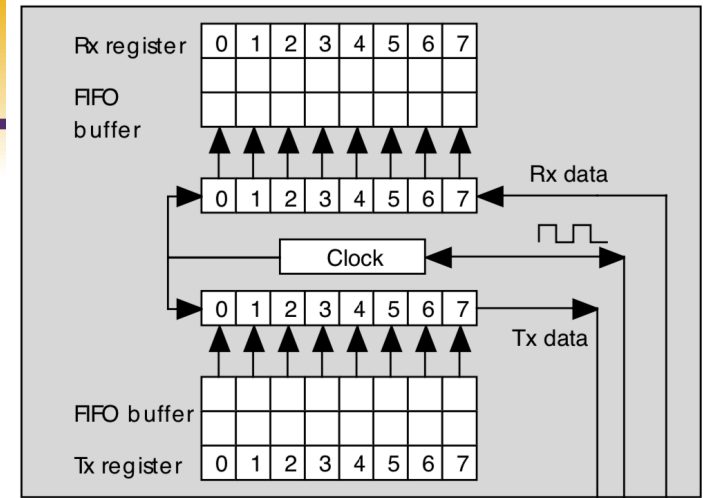 Rx register 0 1 2 3 4 5 6 7
FIFO
buffer
Rx data
0 1 2 3 4 5 6 7
Clock
0 1 2 3 4 5 6 7
Tx data
FIFO buffer
Tx register 0 1 2 3 4 5 6 7